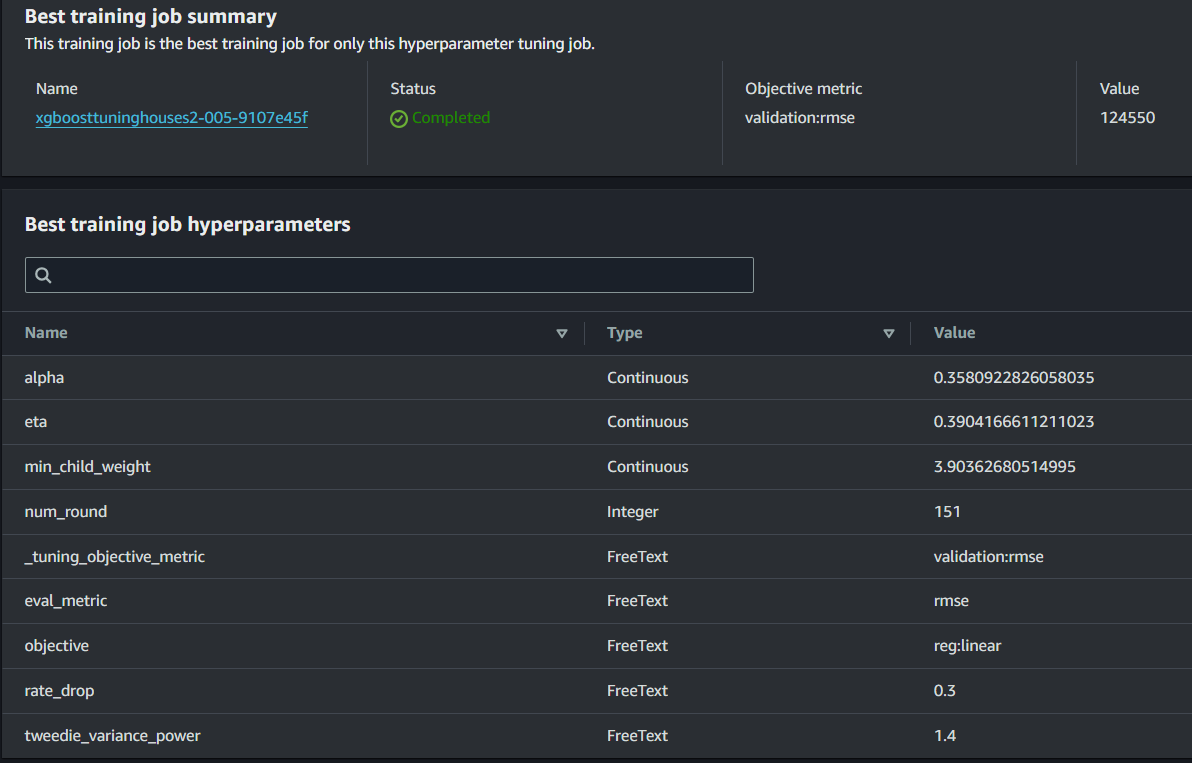 Best training job summary
This training job is the best training job for only this hyperparameter tuning job.
Name Status Objective metric Value
xgboosttuninghouses2-005-9107e45f Completed validation:rmse 124550
Best training job hyperparameters
Name Type Value
alpha Continuous 0.3580922826058035
eta Continuous 0.3904166611211023
min_child_weight Continuous 3.90362680514995
num_round Integer 151
_tuning_objective_metric FreeText validation:rmse
eval_metric FreeText rmse
objective FreeText reg:linear
rate_drop FreeText 0.3
tweedie_variance_power FreeText 1.4